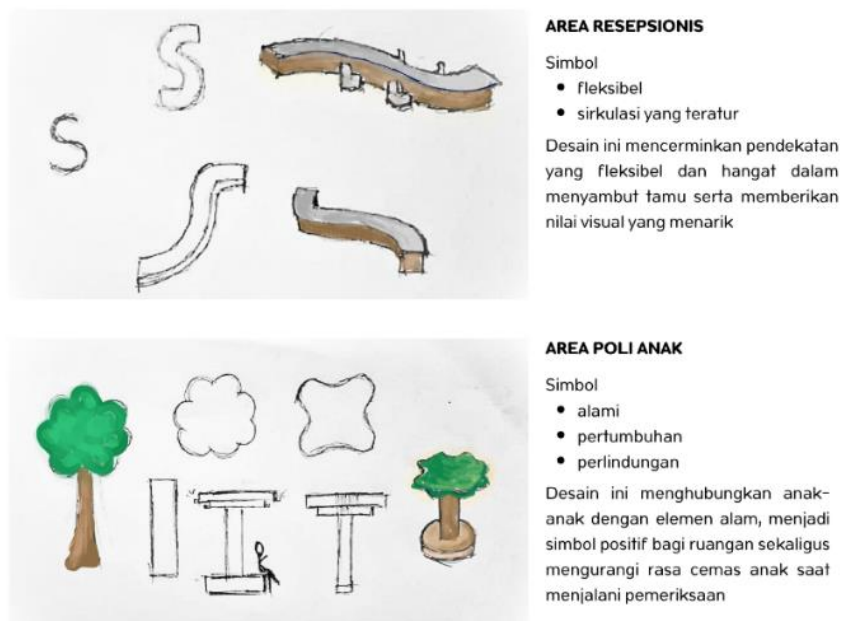 S
S
AREA RESEPSIONIS
Simbol
• fleksibel
• sirkulasi yang teratur
Desain ini mencerminkan pendekatan
yang fleksibel dan hangat dalam
menyambut tamu serta memberikan
nilai visual yang menarik
AREA POLI ANAK
Simbol
• alami
• pertumbuhan
• perlindungan
Desain ini menghubungkan anak-
anak dengan elemen alam, menjadi
simbol positif bagi ruangan sekaligus
mengurangi rasa cemas anak saat
menjalani pemeriksaan